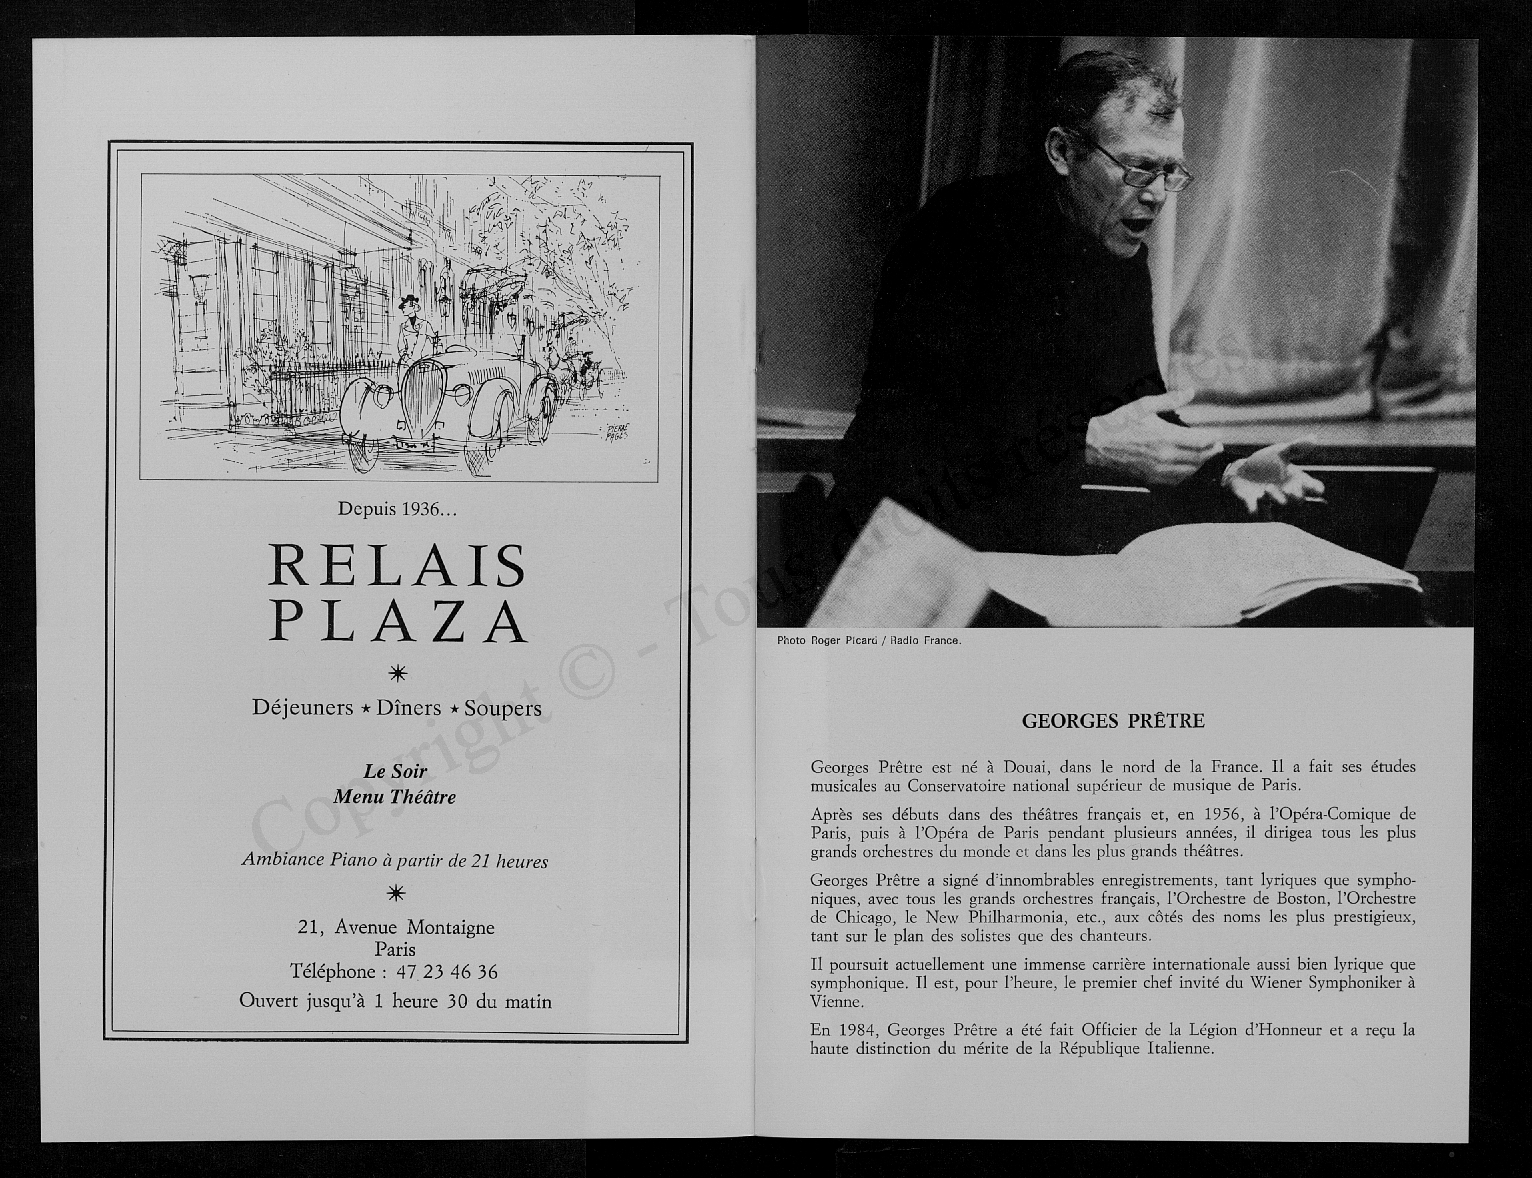 PIERRE
PAGES
Depuis 1936...
RELAIS
PLAZA
Déjeuners ★ Dîners ★ Soupers
Le Soir
Menu Théâtre
Ambiance Piano à partir de 21 heures
21, Avenue Montaigne
Paris
Téléphone : 47 23 46 36
Ouvert jusqu'à 1 heure 30 du matin
Copyright © - Tous droits réservés
Photo Roger Picard / Radio France.
GEORGES PRÊTRE
Georges Prêtre est né à Douai, dans le nord de la France. Il a fait ses études
musicales au Conservatoire national supérieur de musique de Paris.
Après ses débuts dans des théâtres français et, en 1956, à l'Opéra-Comique de
Paris, puis à l'Opéra de Paris pendant plusieurs années, il dirigea tous les plus
grands orchestres du monde et dans les plus grands théâtres.
Georges Prêtre a signé d'innombrables enregistrements, tant lyriques que sympho-
niques, avec tous les grands orchestres français, l'Orchestre de Boston, l'Orchestre
de Chicago, le New Philharmonia, etc., aux côtés des noms les plus prestigieux,
tant sur le plan des solistes que des chanteurs.
Il poursuit actuellement une immense carrière internationale aussi bien lyrique que
symphonique. Il est, pour l'heure, le premier chef invité du Wiener Symphoniker à
Vienne.
En 1984, Georges Prêtre a été fait Officier de la Légion d'Honneur et a reçu la
haute distinction du mérite de la République Italienne.